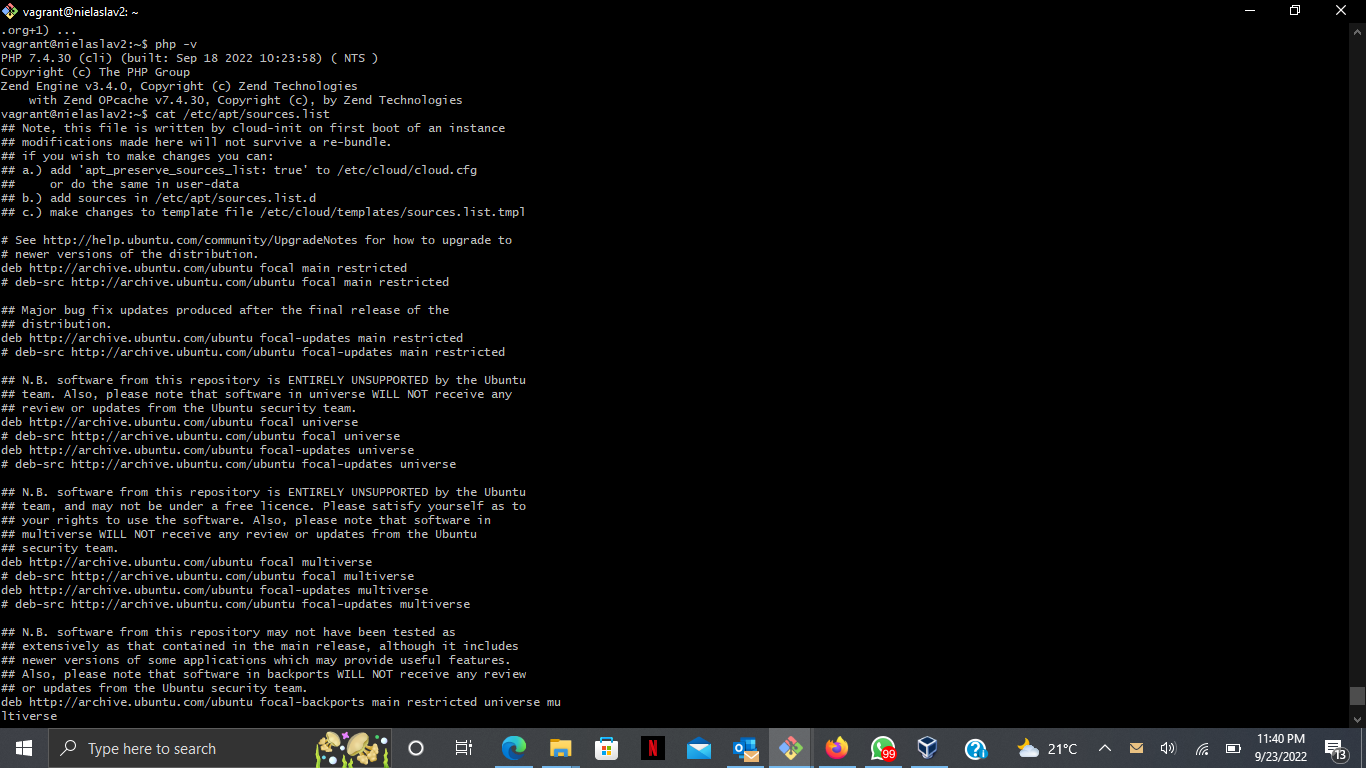 vagrant@nielaslav2: ~
.org+1) ...
vagrant@nielaslav2:~$ php -v
PHP 7.4.30 (cli) (built: Sep 18 2022 10:23:58) ( NTS )
Copyright (c) The PHP Group
Zend Engine v3.4.0, Copyright (c) Zend Technologies
    with Zend OPcache v7.4.30, Copyright (c), by Zend Technologies
vagrant@nielaslav2:~$ cat /etc/apt/sources.list
## Note, this file is written by cloud-init on first boot of an instance
## modifications made here will not survive a re-bundle.
## if you wish to make changes you can:
## a.) add 'apt_preserve_sources_list: true' to /etc/cloud/cloud.cfg
##     or do the same in user-data
## b.) add sources in /etc/apt/sources.list.d
## c.) make changes to template file /etc/cloud/templates/sources.list.tmpl
# See http://help.ubuntu.com/community/UpgradeNotes for how to upgrade to
# newer versions of the distribution.
deb http://archive.ubuntu.com/ubuntu focal main restricted
# deb-src http://archive.ubuntu.com/ubuntu focal main restricted
## Major bug fix updates produced after the final release of the
## distribution.
deb http://archive.ubuntu.com/ubuntu focal-updates main restricted
# deb-src http://archive.ubuntu.com/ubuntu focal-updates main restricted
## N.B. software from this repository is ENTIRELY UNSUPPORTED by the Ubuntu
## team. Also, please note that software in universe WILL NOT receive any
## review or updates from the Ubuntu security team.
deb http://archive.ubuntu.com/ubuntu focal universe
# deb-src http://archive.ubuntu.com/ubuntu focal universe
deb http://archive.ubuntu.com/ubuntu focal-updates universe
# deb-src http://archive.ubuntu.com/ubuntu focal-updates universe
## N.B. software from this repository is ENTIRELY UNSUPPORTED by the Ubuntu
## team, and may not be under a free licence. Please satisfy yourself as to
## your rights to use the software. Also, please note that software in
## multiverse WILL NOT receive any review or updates from the Ubuntu
## security team.
deb http://archive.ubuntu.com/ubuntu focal multiverse
# deb-src http://archive.ubuntu.com/ubuntu focal multiverse
deb http://archive.ubuntu.com/ubuntu focal-updates multiverse
# deb-src http://archive.ubuntu.com/ubuntu focal-updates multiverse
## N.B. software from this repository may not have been tested as
## extensively as that contained in the main release, although it includes
## newer versions of some applications which may provide useful features.
## Also, please note that software in backports WILL NOT receive any review
## or updates from the Ubuntu security team.
deb http://archive.ubuntu.com/ubuntu focal-backports main restricted universe mu
ltiverse
Type here to search
N
99
?
21°C
11:40 PM
9/23/2022
13